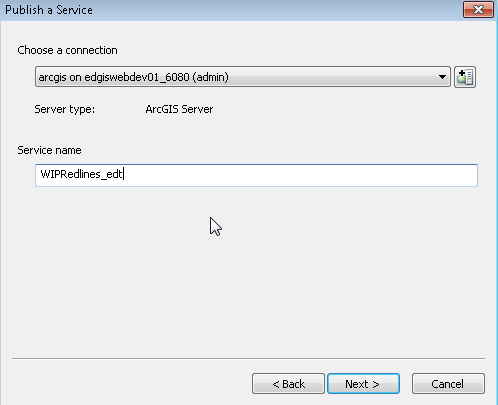 Publish a Service
Choose a connection
arcgis on edgiswebdev01_6080 (admin)
Server type: ArcGIS Server
Service name
WIPRedlines_edt
< Back Next > Cancel